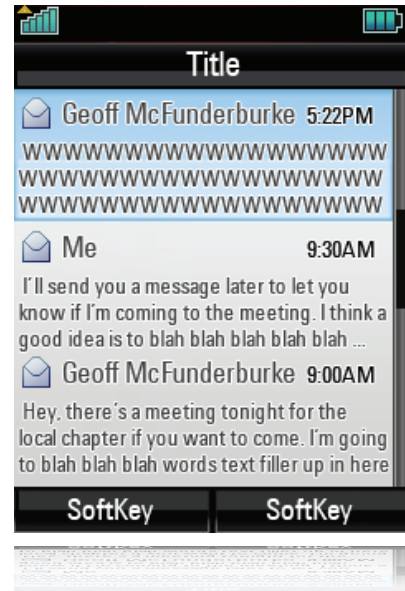 Title
Geoff McFunderburke 5:22PM
wwwwwwwwwwwwwwwwww
wwwwwwwwwwwwwwwwww
wwwwwwwwwwwwwwwwww
Me 9:30AM
I'll send you a message later to let you
know if I'm coming to the meeting. I think a
good idea is to blah blah blah blah blah ...
Geoff McFunderburke 9:00AM
Hey, there's a meeting tonight for the
local chapter if you want to come. I'm going
to blah blah blah words text filler up in here
SoftKey SoftKey